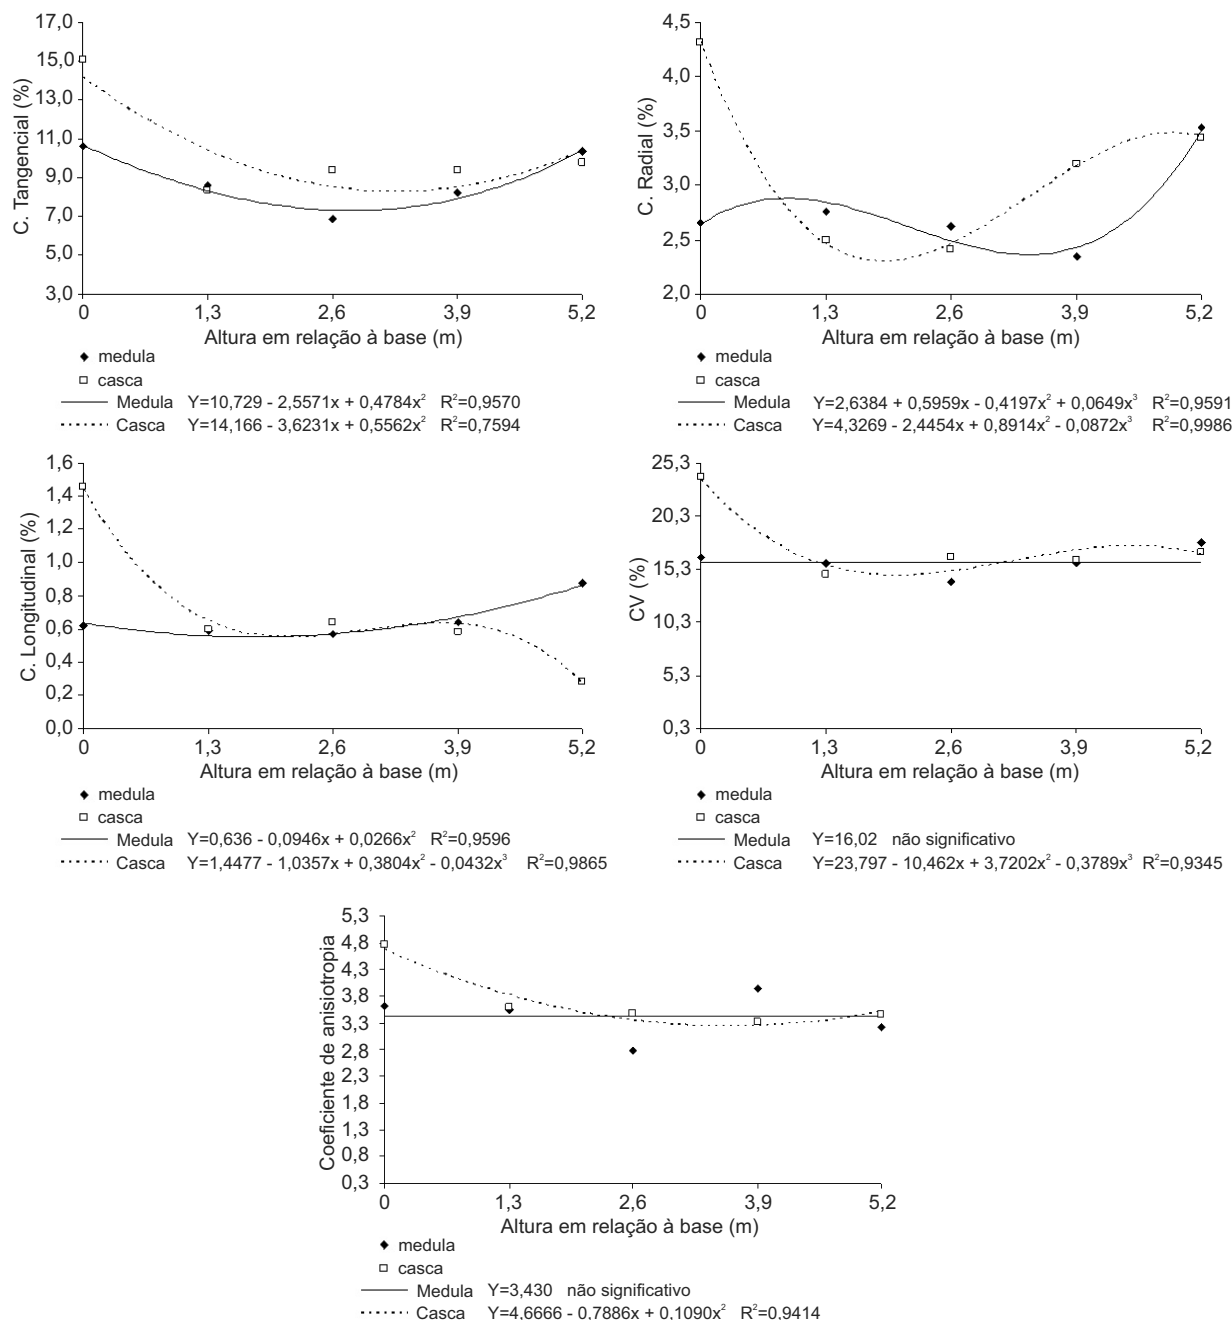 C. Tangencial (%)
17,0
15,0
13,0
11,0
9,0
7,0
5,0
3,0
0 1,3 2,6 3,9 5,2
Altura em relação à base (m)
medula
casca
Medula Y=10,729 - 2,5571x + 0,4784x² R²=0,9570
Casca Y=14,166 - 3,6231x + 0,5562x² R²=0,7594
C. Radial (%)
4,5
4,0
3,5
3,0
2,5
2,0
0 1,3 2,6 3,9 5,2
Altura em relação à base (m)
medula
casca
Medula Y=2,6384 + 0,5959x - 0,4197x² + 0,0649x³ R²=0,9591
Casca Y=4,3269 - 2,4454x + 0,8914x² - 0,0872x³ R²=0,9986
C. Longitudinal (%)
1,6
1,4
1,2
1,0
0,8
0,6
0,4
0,2
0,0
0 1,3 2,6 3,9 5,2
Altura em relação à base (m)
medula
casca
Medula Y=0,636 - 0,0946x + 0,0266x² R²=0,9596
Casca Y=1,4477 - 1,0357x + 0,3804x² - 0,0432x³ R²=0,9865
CV (%)
25,3
20,3
15,3
10,3
5,3
0,3
0 1,3 2,6 3,9 5,2
Altura em relação à base (m)
medula
casca
Medula Y=16,02 não significativo
Casca Y=23,797 - 10,462x + 3,7202x² - 0,3789x³ R²=0,9345
Coeficiente de anisiotropia
5,3
4,8
4,3
3,8
3,3
2,8
2,3
1,8
1,3
0,8
0,3
0 1,3 2,6 3,9 5,2
Altura em relação à base (m)
medula
casca
Medula Y=3,430 não significativo
Casca Y=4,6666 - 0,7886x + 0,1090x² R²=0,9414